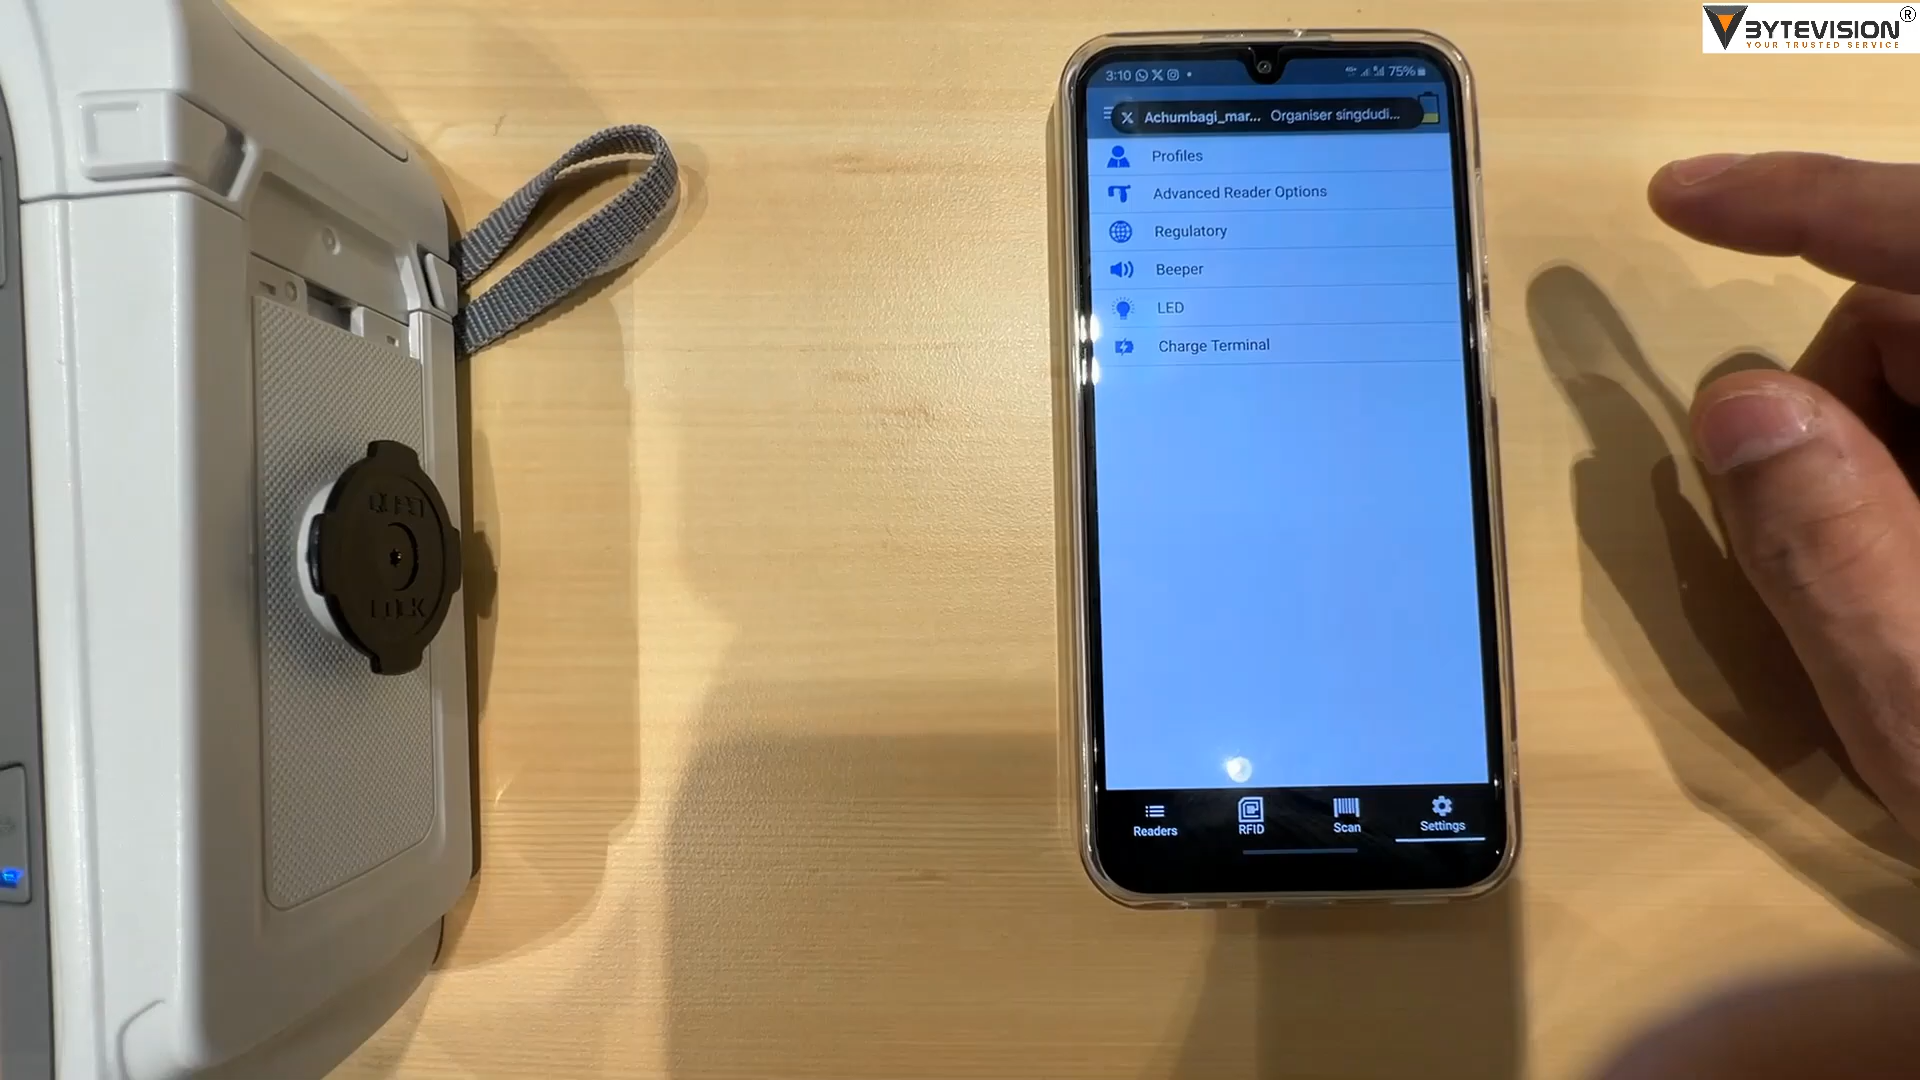 BYTEVISION®
YOUR TRUSTED SERVICE
3:10
75%
Achumbagi_mar... Organiser singdudi...
Profiles
Advanced Reader Options
Regulatory
Beeper
LED
Charge Terminal
Readers
RFID
Scan
Settings
LOCK